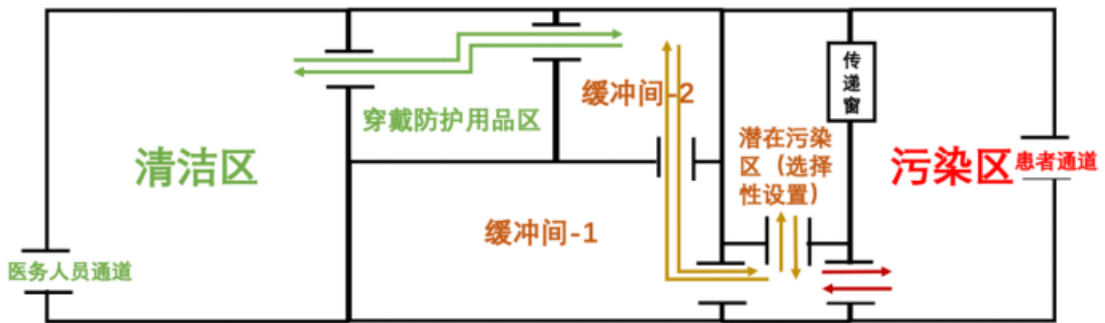 传
递
窗
缓冲间-2
穿戴防护用品区
潜在污染
区（选择
性设置）
清洁区
污染区
患者通道
缓冲间-1
医务人员通道